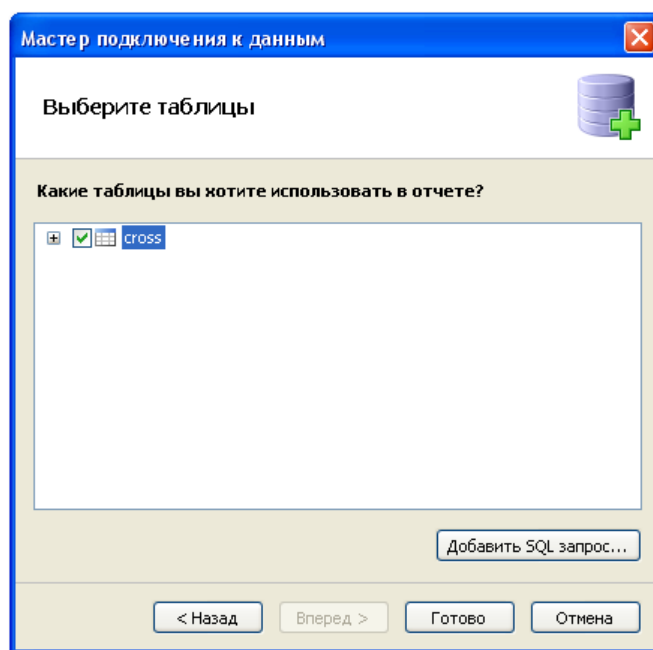 Мастер подключения к данным
Выберите таблицы
Какие таблицы вы хотите использовать в отчете?
cross
Добавить SQL запрос...
< Назад Вперед > Готово Отмена